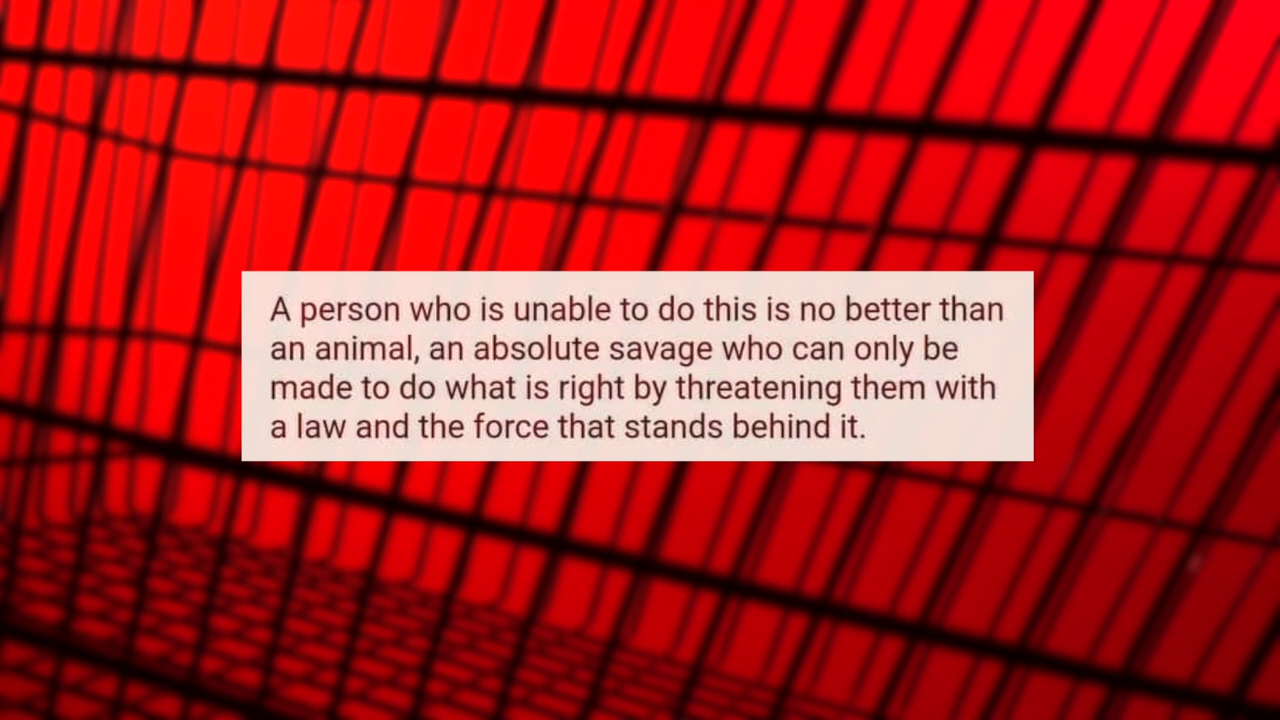 A person who is unable to do this is no better than
an animal, an absolute savage who can only be
made to do what is right by threatening them with
a law and the force that stands behind it.